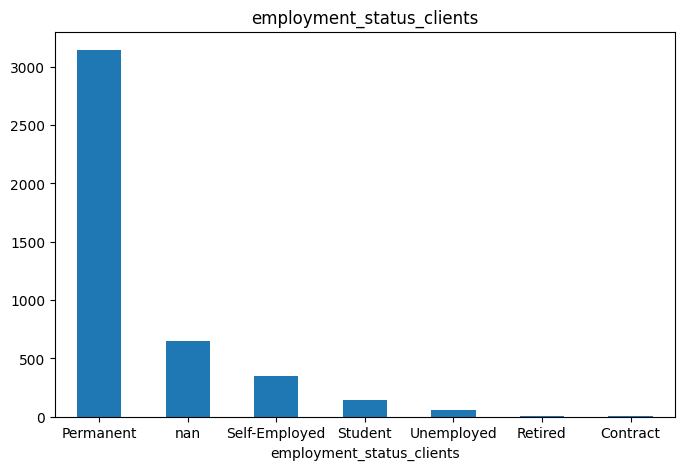 employment_status_clients
3000
2500
2000
1500
1000
500
0
Permanent nan Self-Employed Student Unemployed Retired Contract
employment_status_clients